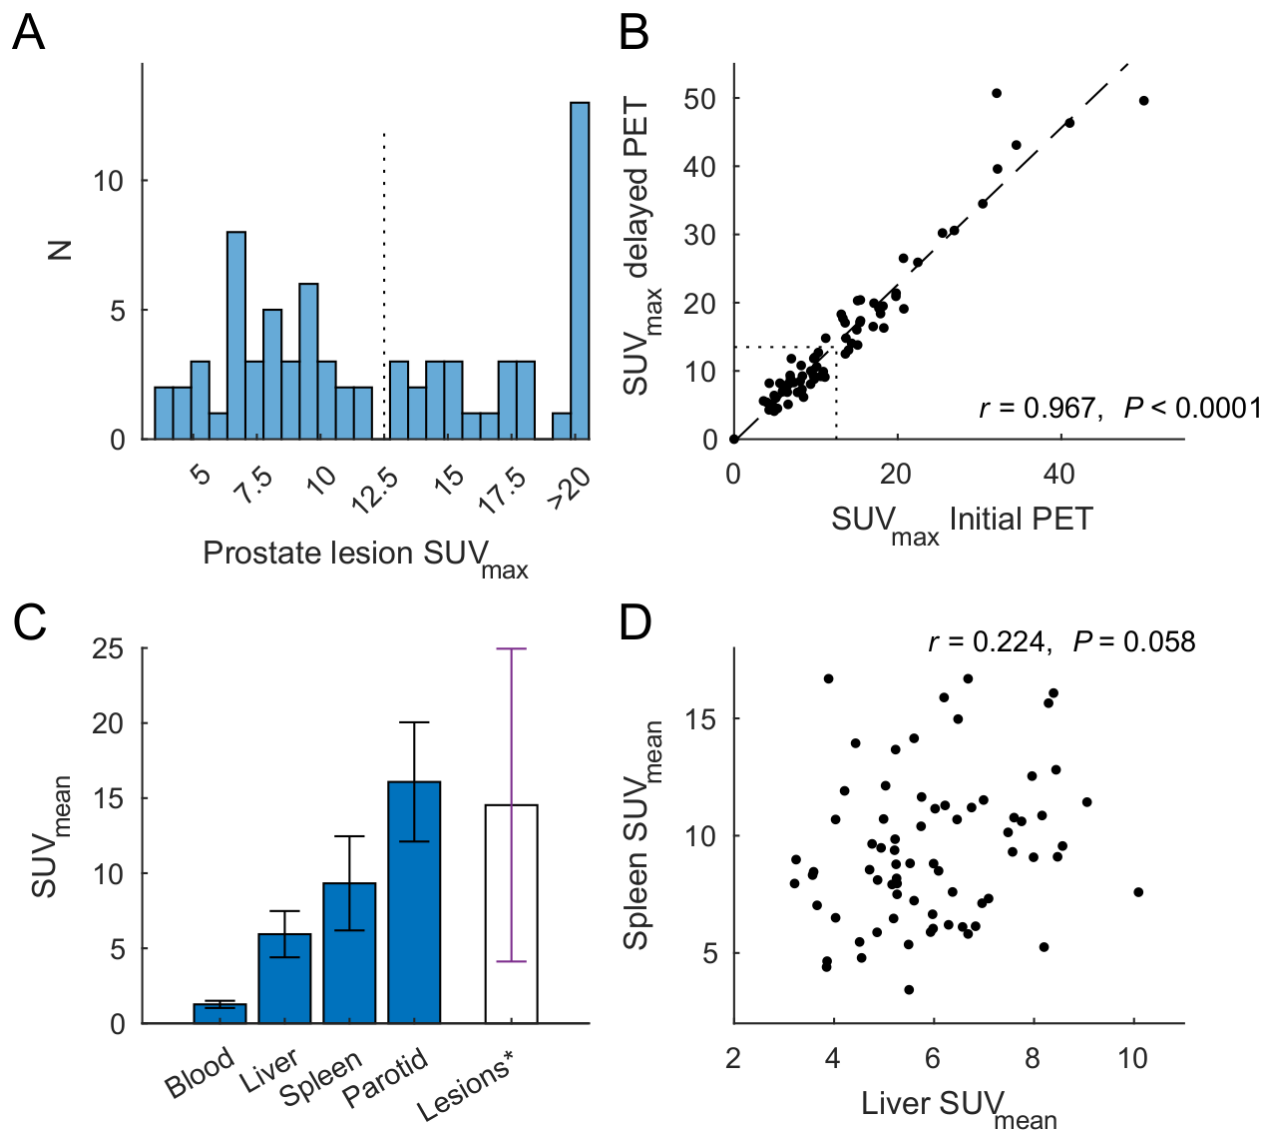 A
N
10
5
0
5
7.5
10
12.5
15
17.5
>20
Prostate lesion SUVmax
B
SUVmax delayed PET
50
40
30
20
10
0
r = 0.967, P < 0.0001
0
20
40
SUVmax Initial PET
C
SUVmean
25
20
15
10
5
0
Blood
Liver
Spleen
Parotid
Lesions*
D
r = 0.224, P = 0.058
Spleen SUVmean
15
10
5
2
4
6
8
10
Liver SUVmean